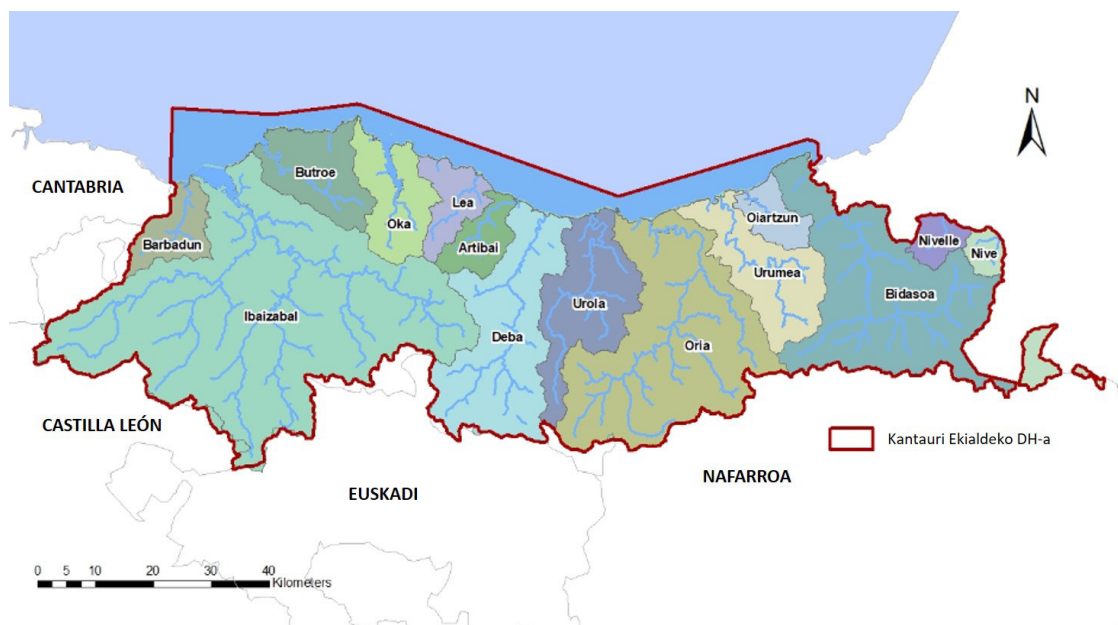 N
CANTABRIA
Butroe
Oka
Lea
Artibai
Barbadun
Oiartzun
Nivelle
Nive
Urumea
Bidasoa
Ibaizabal
Urola
Deba
Oria
CASTILLA LEÓN
Kantauri Ekialdeko DH-a
NAFARROA
EUSKADI
0 5 10 20 30 40
Kilometers